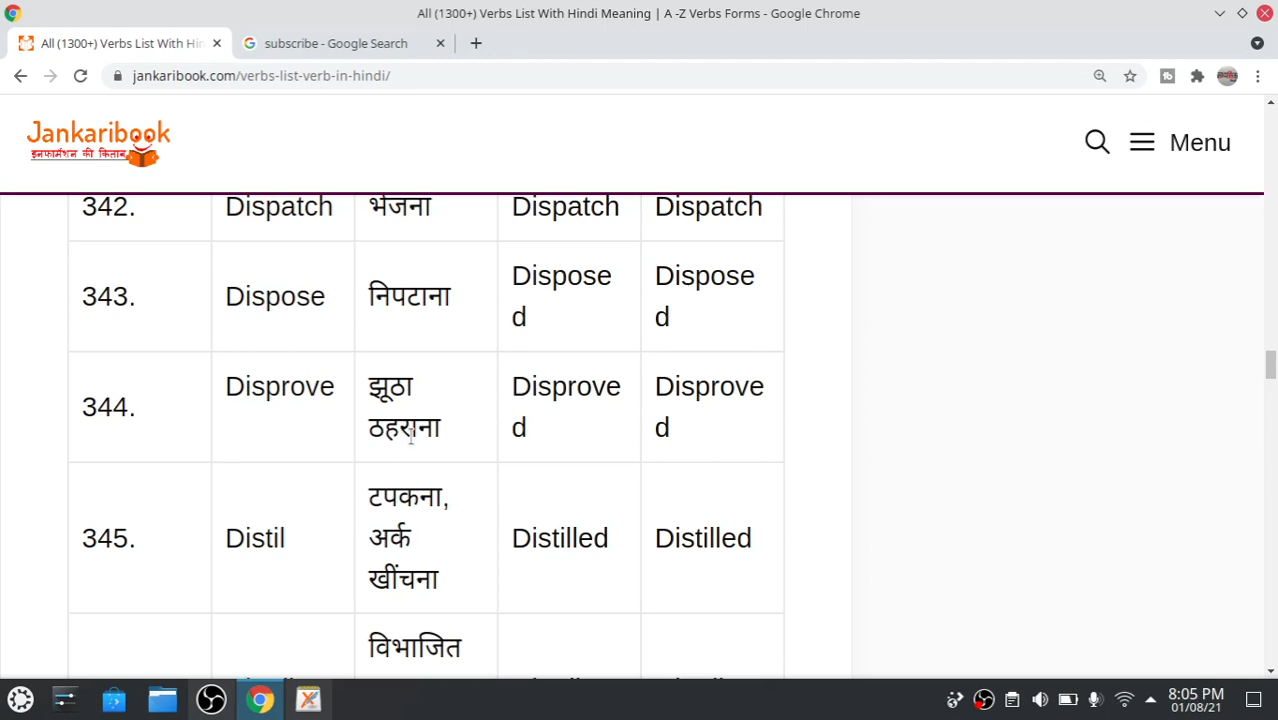 All (1300+) Verbs List With Hindi Meaning | A -Z Verbs Forms - Google Chrome
All (1300+) Verbs List With Hin
subscribe - Google Search
jankaribook.com/verbs-list-verb-in-hindi/
Jankaribook
इनफार्मेशन की किताब
Menu
342. Dispatch भेजना Dispatch Dispatch
343. Dispose निपटाना Dispose Dispose
d d
344. Disprove झूठा Disprove Disprove
ठहराना d d
टपकना,
345. Distil अर्क Distilled Distilled
खींचना
विभाजित
8:05 PM
01/08/21